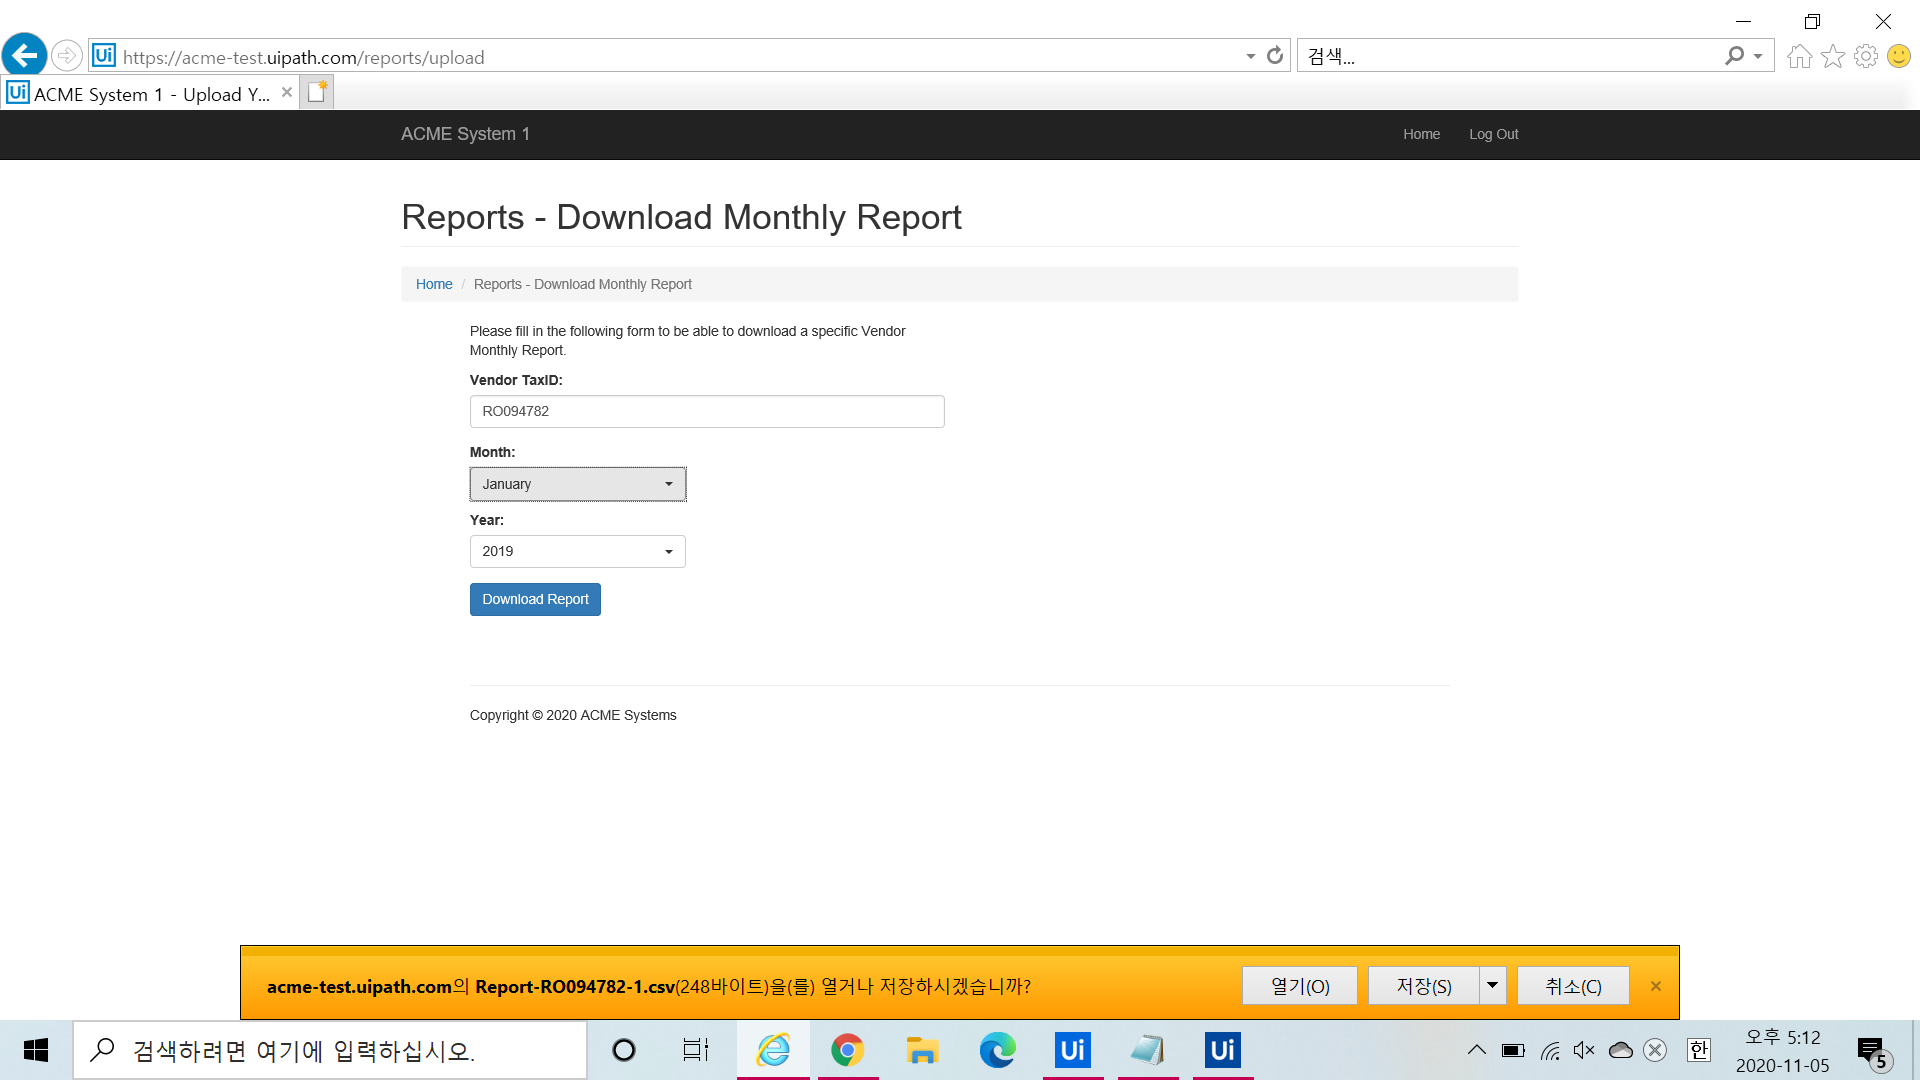 https://acme-test.uipath.com/reports/upload
검색...
ACME System 1 - Upload Y...
ACME System 1
Home
Log Out
Reports - Download Monthly Report
Home / Reports - Download Monthly Report
Please fill in the following form to be able to download a specific Vendor
Monthly Report.
Vendor TaxID:
RO094782
Month:
January
Year:
2019
Download Report
Copyright © 2020 ACME Systems
acme-test.uipath.com의 Report-RO094782-1.csv(248바이트)을(를) 열거나 저장하시겠습니까?
열기(O)
저장(S)
취소(C)
검색하려면 여기에 입력하십시오.
Ui
Ui
한
오후 5:12
2020-11-05
5